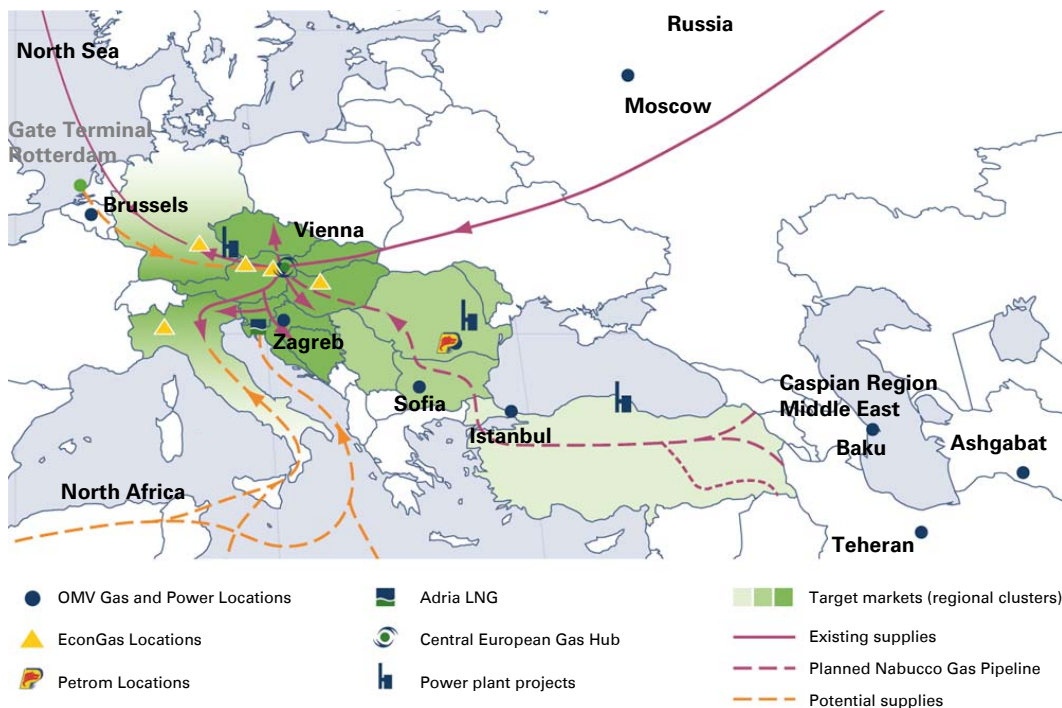 Russia
North Sea
Moscow
Gate Terminal
Rotterdam
Brussels
Vienna
Zagreb
Sofia
Istanbul
Caspian Region
Middle East
Baku
Ashgabat
North Africa
Teheran
OMV Gas and Power Locations
EconGas Locations
Petrom Locations
Adria LNG
Central European Gas Hub
Power plant projects
Target markets (regional clusters)
Existing supplies
Planned Nabucco Gas Pipeline
Potential supplies